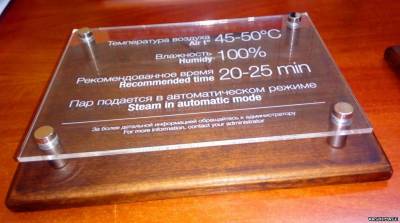 Температура воздуха 45-50°C
Air t°
Влажность 100%
Humidy
Рекомендованное время 20-25 min
Recommended time
Пар подается в автоматическом режиме
Steam in automatic mode
За более детальной информацией обращайтесь к администратору
For more information, contact your administrator